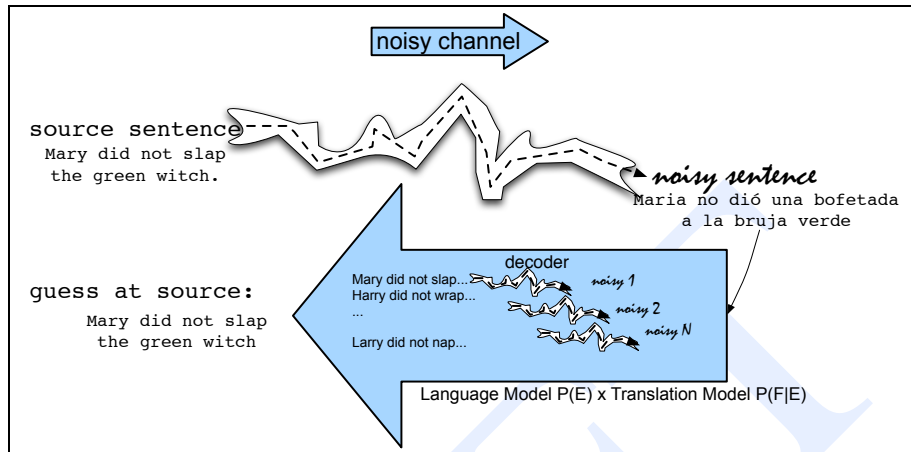 noisy channel
source sentence
Mary did not slap
the green witch.
noisy sentence
Maria no dió una bofetada
a la bruja verde
decoder
Mary did not slap...
noisy 1
Harry did not wrap...
noisy 2
...
noisy N
Larry did not nap...
guess at source:
Mary did not slap
the green witch
Language Model P(E) x Translation Model P(F|E)